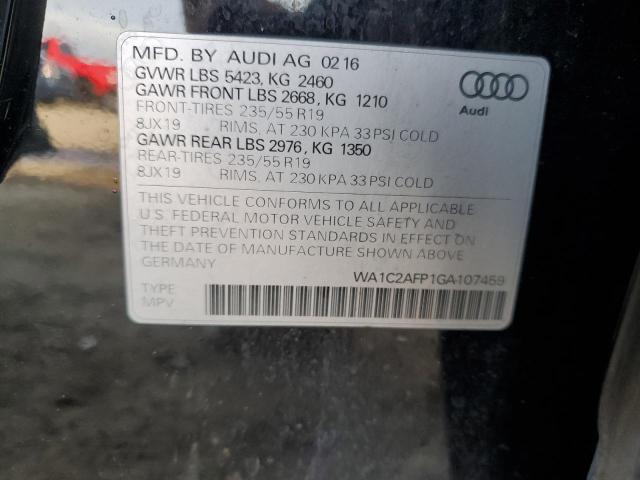 MFD. BY AUDI AG 02 16
GVWR LBS 5423, KG 2460
GAWR FRONT LBS 2668, KG 1210
FRONT-TIRES 235/55 R19
8JX19 RIMS, AT 230 KPA 33 PSI COLD
GAWR REAR LBS 2976, KG 1350
REAR-TIRES 235/55 R19
8JX19 RIMS, AT 230 KPA 33 PSI COLD
Audi
THIS VEHICLE CONFORMS TO ALL APPLICABLE
U.S. FEDERAL MOTOR VEHICLE SAFETY AND
THEFT PREVENTION STANDARDS IN EFFECT ON
THE DATE OF MANUFACTURE SHOWN ABOVE
GERMANY
WA1C2AFP1GA107459
TYPE
MPV